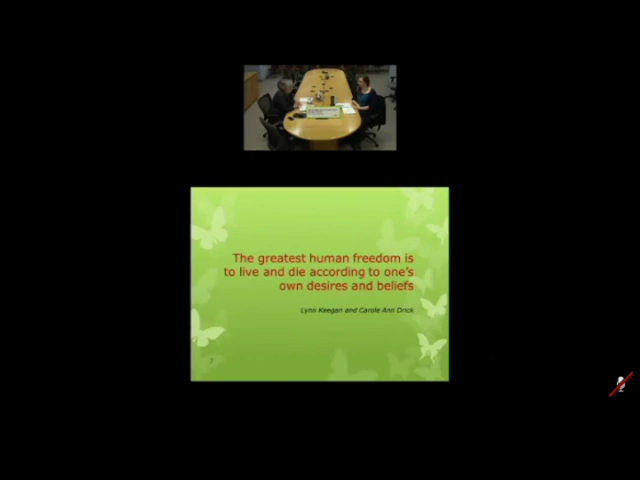 The greatest human freedom is
to live and die according to one's
own desires and beliefs
Lynn Keegan and Carole Ann Drick
7